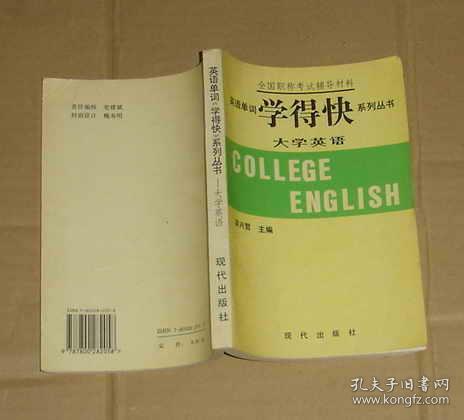 全国职称考试辅导材料
英语单词 学得快 系列丛书
大学英语
COLLEGE
ENGLISH
主编
现代出版社
英语单词《学得快》系列丛书—大学英语
现代出版社
责任编辑
封面设计
9787800282058
孔夫子旧书网
kongfz.com